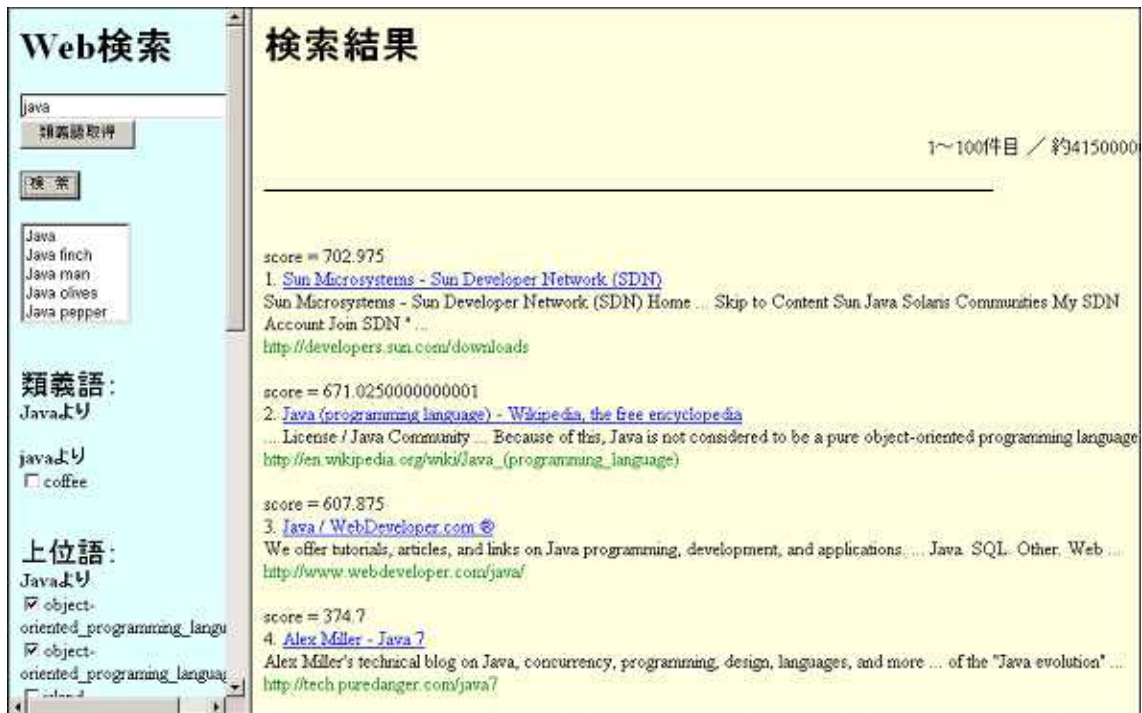 Web検索
java
類義語取得
検 索
Java
Java finch
Java man
Java olives
Java pepper
類義語:
Javaより
javaより
coffee
上位語:
Javaより
object-
oriented_programming_langu
object-
oriented_programing_languag
island
検索結果
1～100件目 ／ 約4150000
score = 702.975
1. Sun Microsystems - Sun Developer Network (SDN)
Sun Microsystems - Sun Developer Network (SDN) Home ... Skip to Content Sun Java Solaris Communities My SDN
Account Join SDN * ...
http://developers.sun.com/downloads
score = 671.0250000000001
2. Java (programming language) - Wikipedia, the free encyclopedia
... License / Java Community ... Because of this, Java is not considered to be a pure object-oriented programming language
http://en.wikipedia.org/wiki/Java_(programming_language)
score = 607.875
3. Java / WebDeveloper.com ®
We offer tutorials, articles, and links on Java programming, development, and applications. ... Java. SQL. Other. Web ...
http://www.webdeveloper.com/java/
score = 374.7
4. Alex Miller - Java 7
Alex Miller's technical blog on Java, concurrency, programming, design, languages, and more ... of the "Java evolution" ...
http://tech.puredanger.com/java7